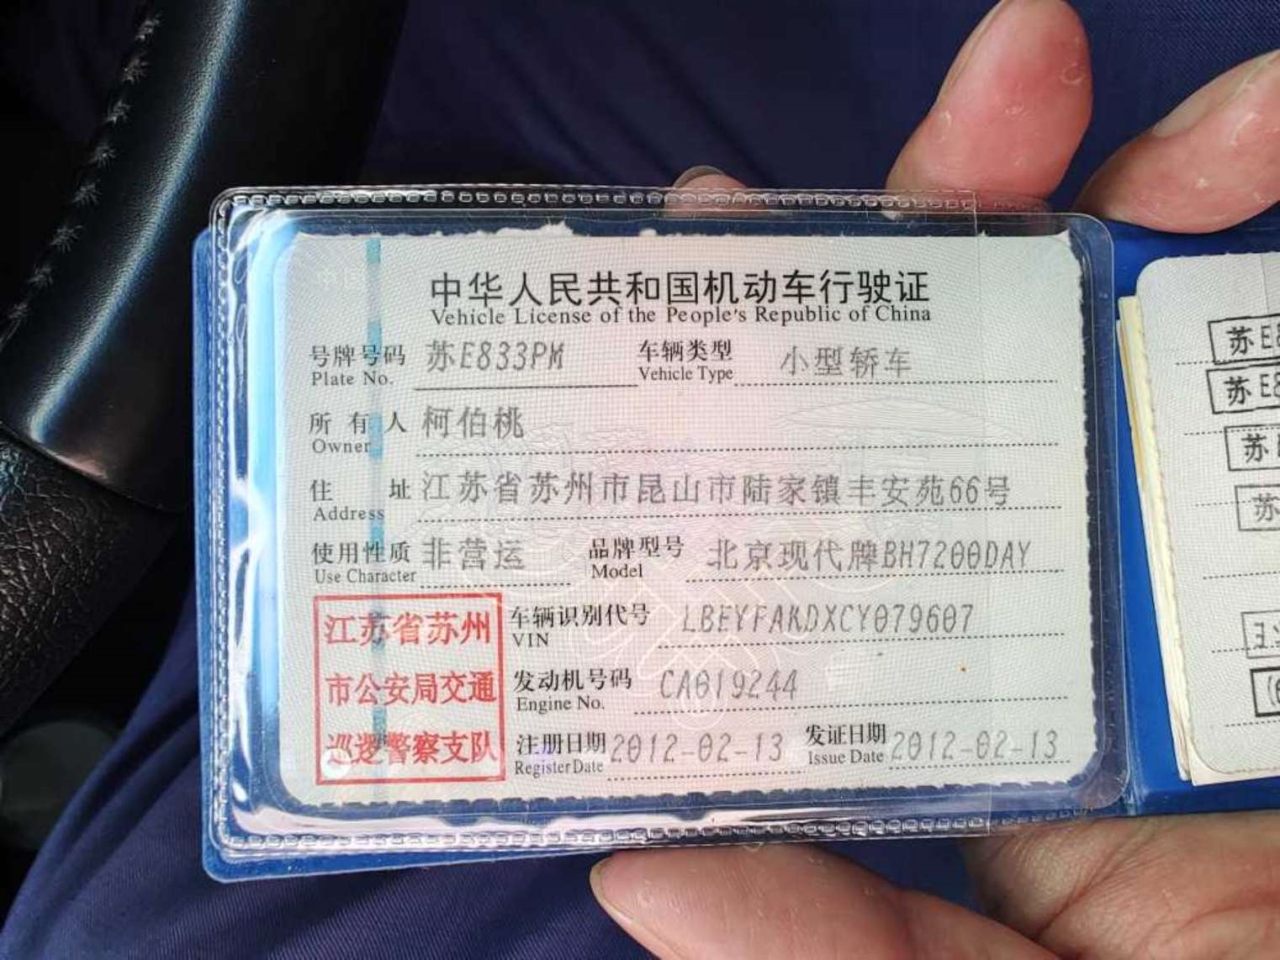 中华人民共和国机动车行驶证
Vehicle License of the People's Republic of China
号牌号码 苏E833PM 车辆类型 小型轿车
Plate No. Vehicle Type
所有人 柯伯桃
Owner
住址 江苏省苏州市昆山市陆家镇丰安苑66号
Address
使用性质 非营运 品牌型号 北京现代牌BH7200DAY
Use Character Model
江苏省苏州
市公安局交通
巡逻警察支队
车辆识别代号 LBEYFAKDXCY079607
VIN
发动机号码 CA019244
Engine No.
注册日期 2012-02-13 发证日期 2012-02-13
Register Date Issue Date
苏E8
苏E8
苏
苏